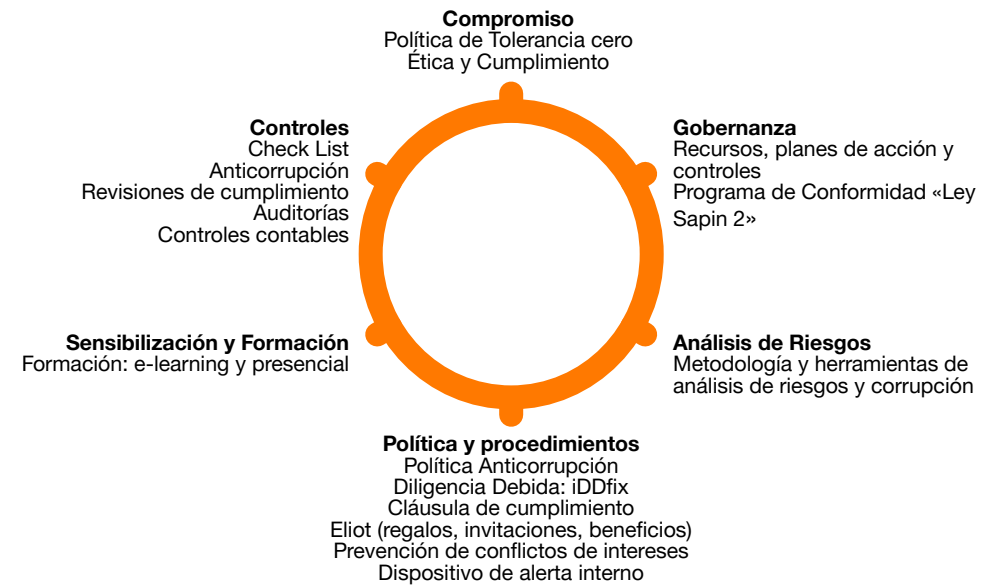 Compromiso
Política de Tolerancia cero
Ética y Cumplimiento
Gobernanza
Recursos, planes de acción y
controles
Programa de Conformidad «Ley
Sapin 2»
Análisis de Riesgos
Metodología y herramientas de
análisis de riesgos y corrupción
Política y procedimientos
Política Anticorrupción
Diligencia Debida: iDDfix
Cláusula de cumplimiento
Eliot (regalos, invitaciones, beneficios)
Prevención de conflictos de intereses
Dispositivo de alerta interno
Sensibilización y Formación
Formación: e-learning y presencial
Controles
Check List
Anticorrupción
Revisiones de cumplimiento
Auditorías
Controles contables